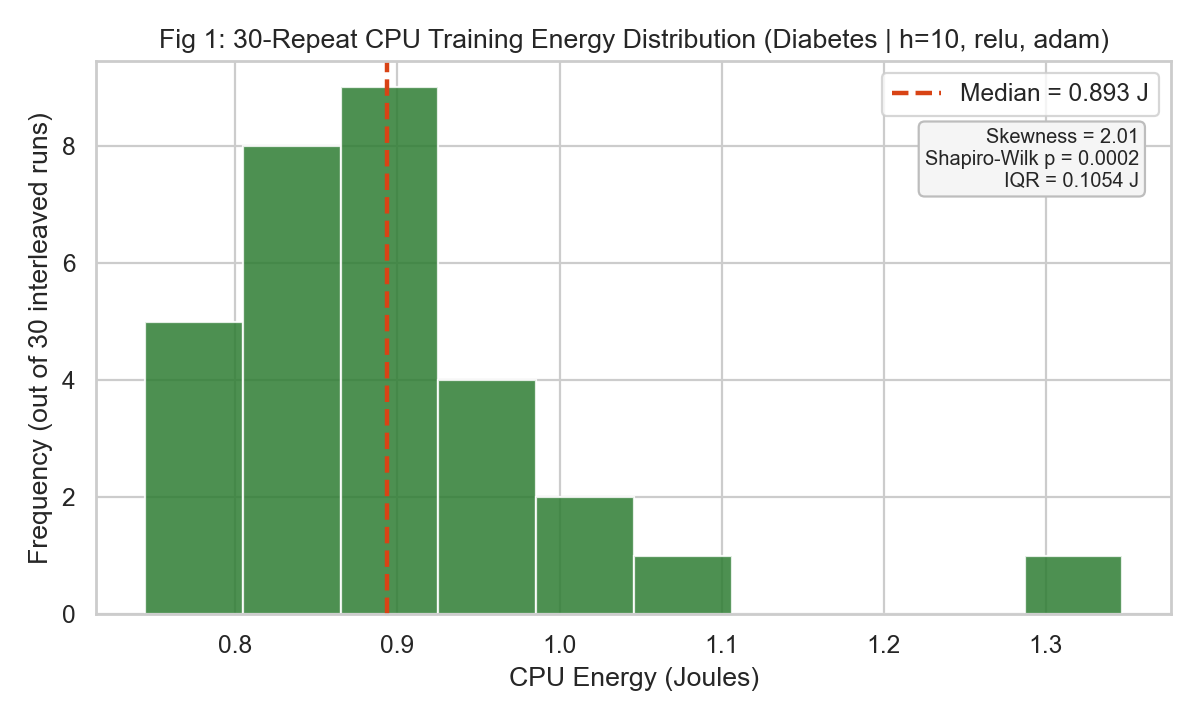 Fig 1: 30-Repeat CPU Training Energy Distribution (Diabetes | h=10, relu, adam)
Median = 0.893 J
Skewness = 2.01
Shapiro-Wilk p = 0.0002
IQR = 0.1054 J
Frequency (out of 30 interleaved runs)
8
6
4
2
0
0.8 0.9 1.0 1.1 1.2 1.3
CPU Energy (Joules)